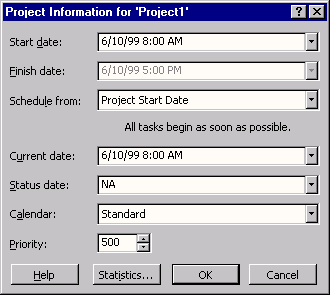 Project Information for 'Project1'
Start date: 6/10/99 8:00 AM
Finish date: 6/10/99 5:00 PM
Schedule from: Project Start Date
All tasks begin as soon as possible.
Current date: 6/10/99 8:00 AM
Status date: NA
Calendar: Standard
Priority: 500
Help Statistics... OK Cancel